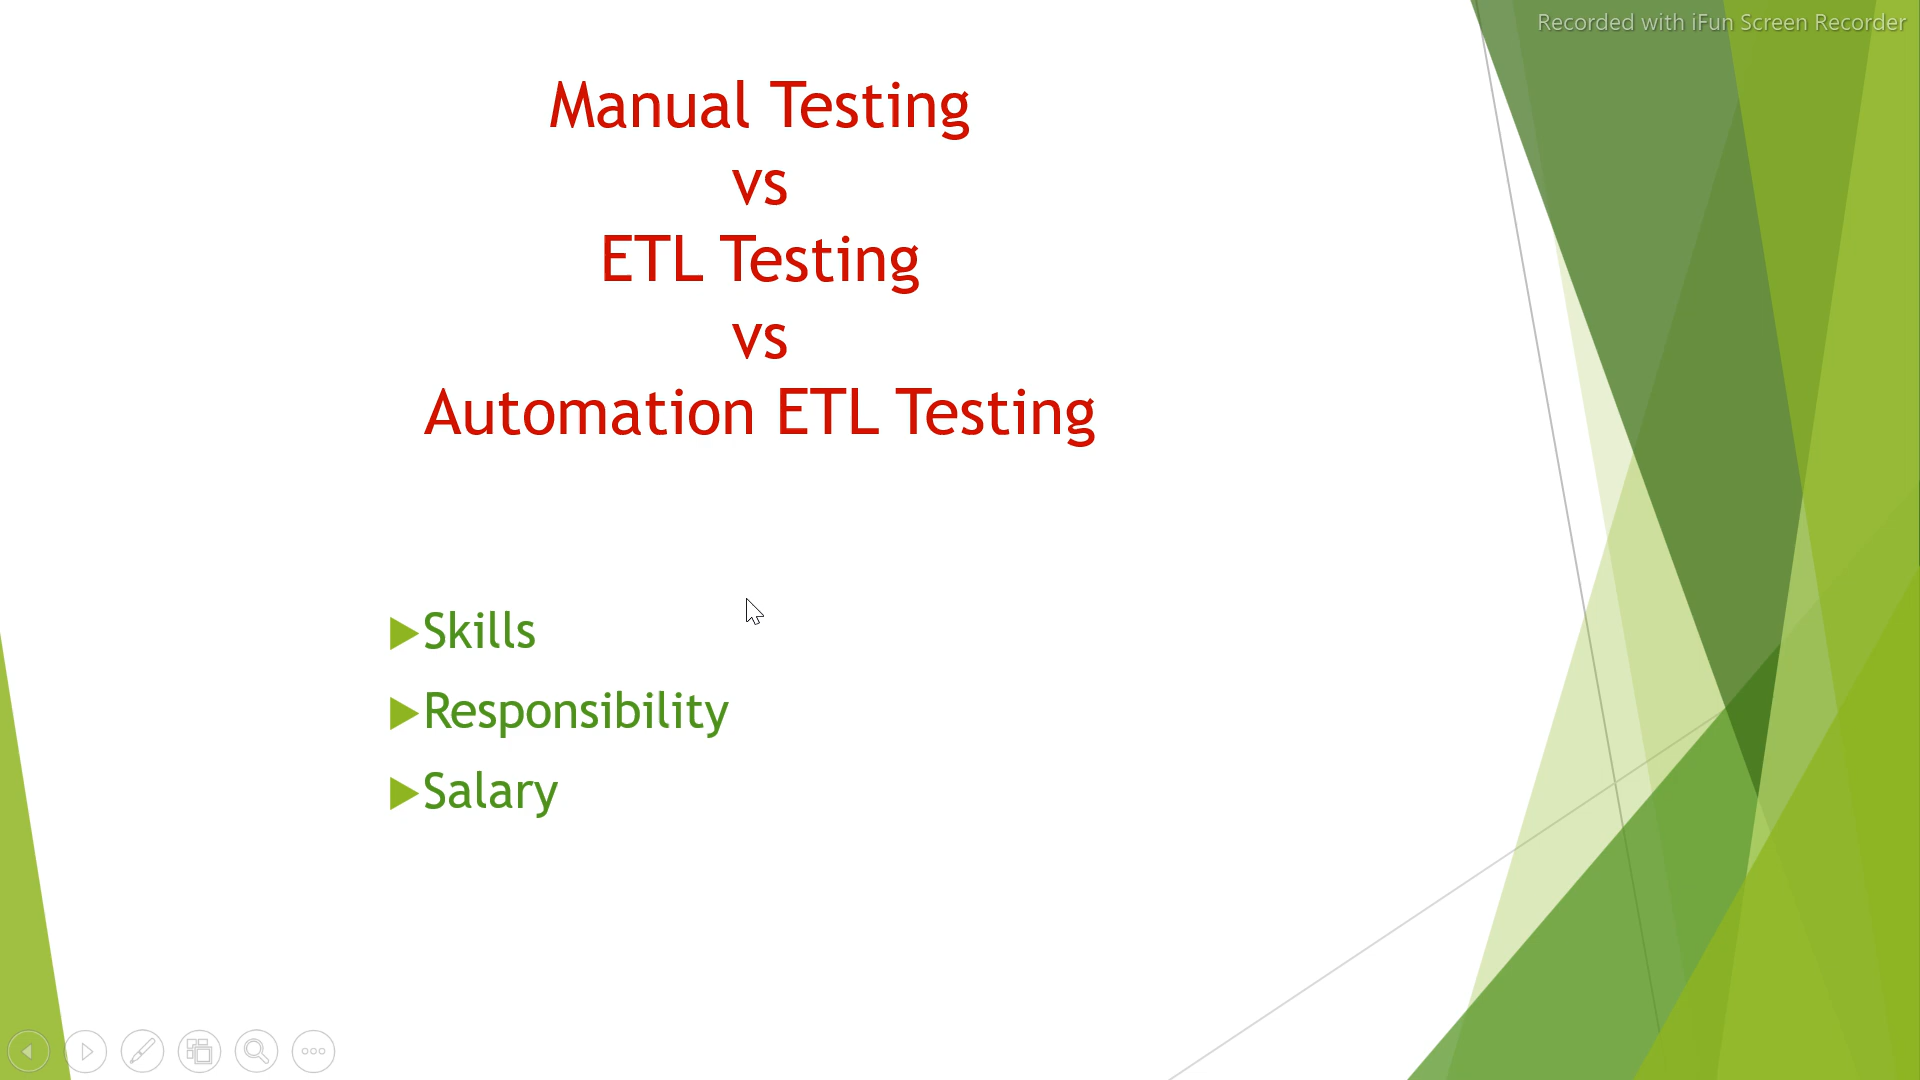 Recorded with iFun Screen Recorder
Manual Testing
vs
ETL Testing
vs
Automation ETL Testing
Skills
Responsibility
Salary